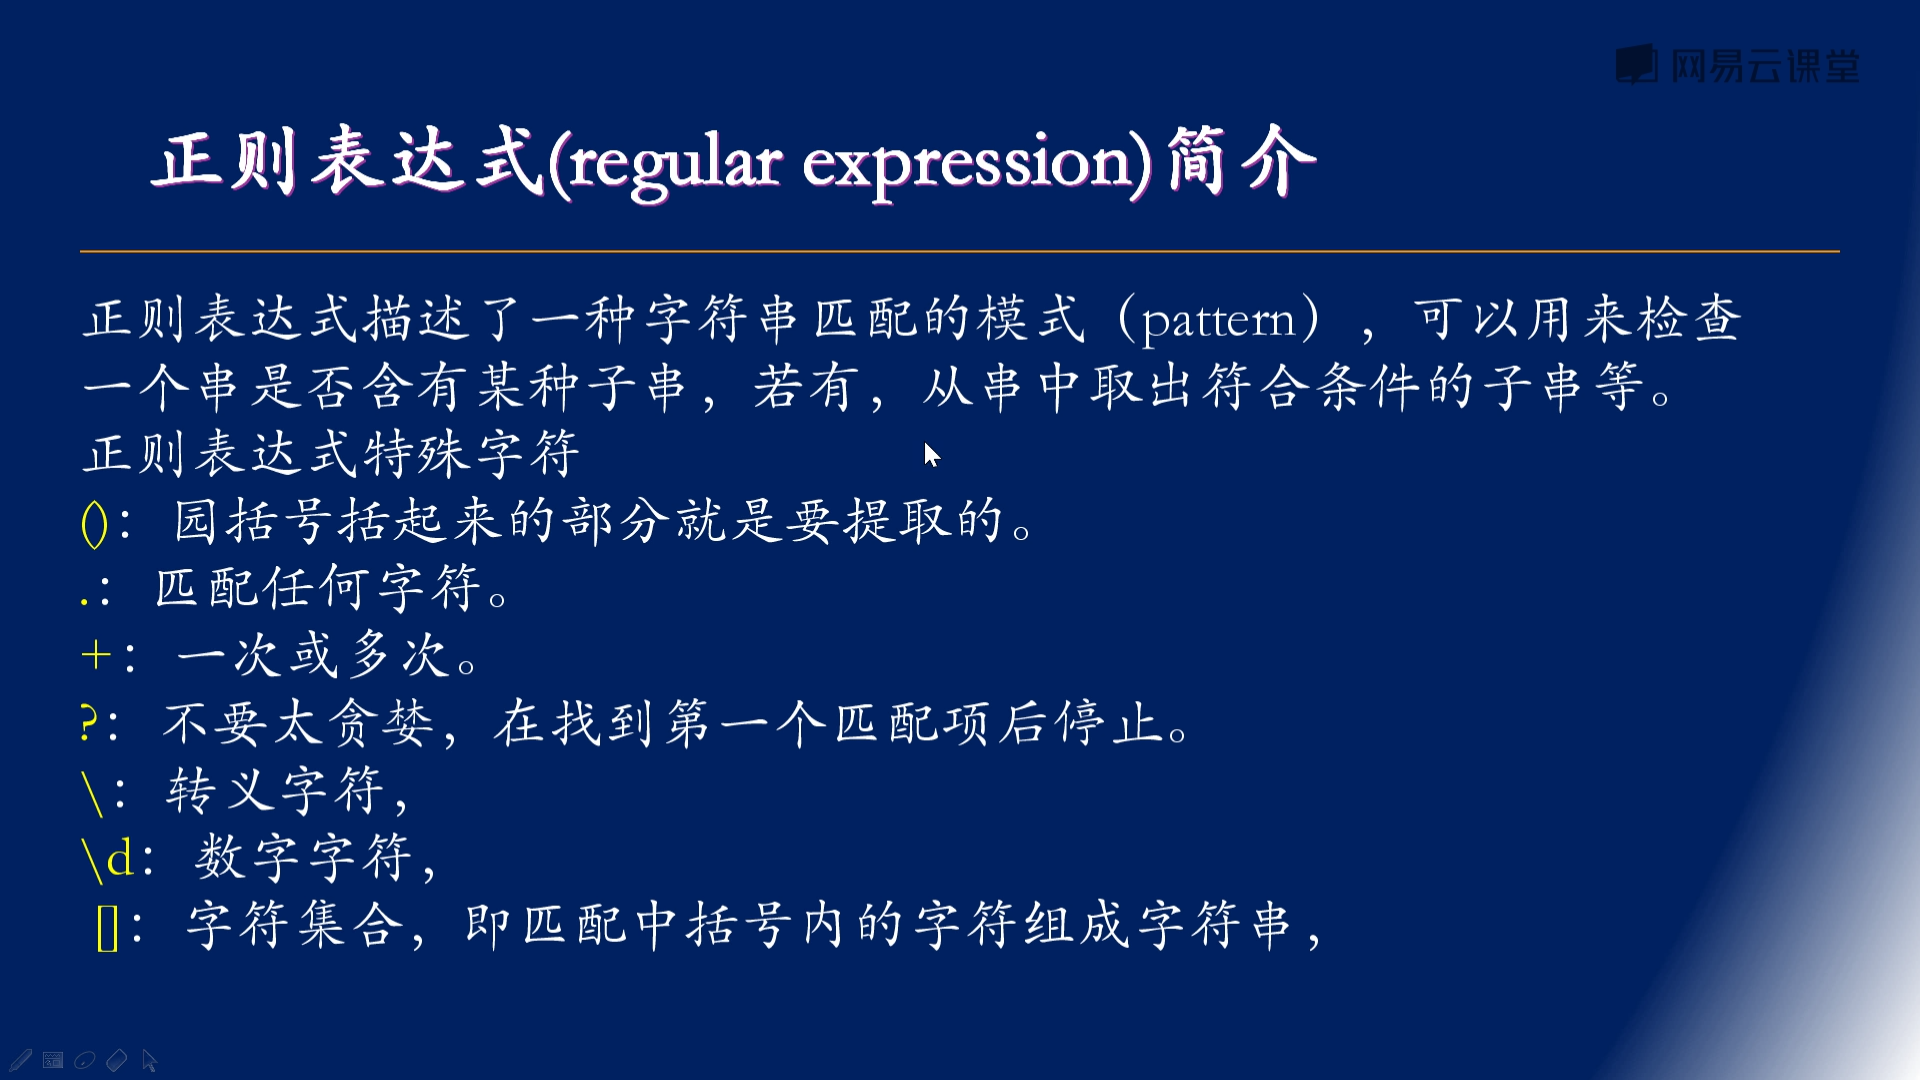 网易云课堂
正则表达式(regular expression)简介
正则表达式描述了一种字符串匹配的模式（pattern），可以用来检查
一个串是否含有某种子串，若有，从串中取出符合条件的子串等。
正则表达式特殊字符
()：园括号括起来的部分就是要提取的。
.：匹配任何字符。
+：一次或多次。
?：不要太贪婪，在找到第一个匹配项后停止。
\：转义字符，
\d：数字字符，
[]：字符集合，即匹配中括号内的字符组成字符串，